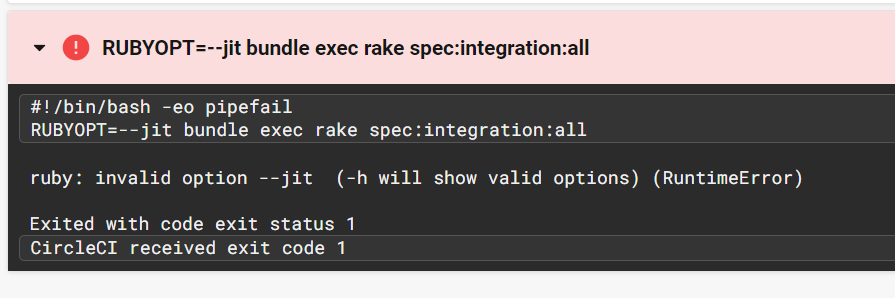 RUBYOPT=--jit bundle exec rake spec:integration:all
#!/bin/bash -eo pipefail
RUBYOPT=--jit bundle exec rake spec:integration:all
ruby: invalid option --jit  (-h will show valid options) (RuntimeError)
Exited with code exit status 1
CircleCI received exit code 1